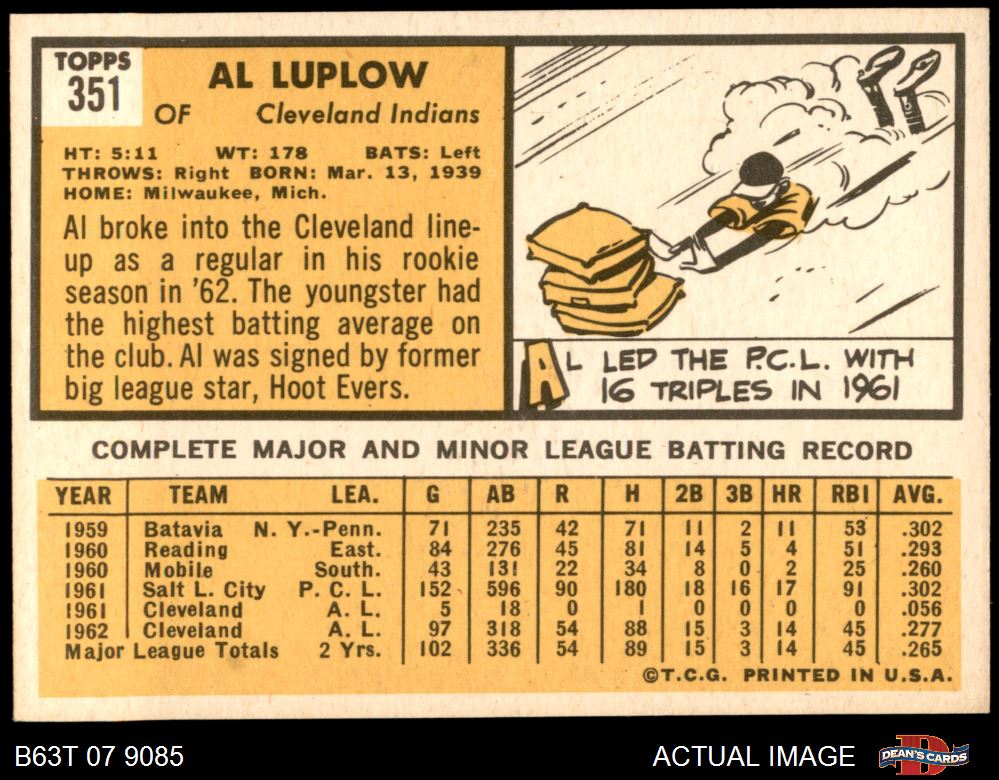 TOPPS
351
AL LUPLOW
OF Cleveland Indians
HT: 5:11 WT: 178 BATS: Left
THROWS: Right BORN: Mar. 13, 1939
HOME: Milwaukee, Mich.
Al broke into the Cleveland line-
up as a regular in his rookie
season in '62. The youngster had
the highest batting average on
the club. Al was signed by former
big league star, Hoot Evers.
AL LED THE P.C.L. WITH
16 TRIPLES IN 1961
COMPLETE MAJOR AND MINOR LEAGUE BATTING RECORD
YEAR TEAM LEA. G AB R H 2B 3B HR RBI AVG.
1959 Batavia N. Y.-Penn. 71 235 42 71 11 2 11 53 .302
1960 Reading East. 84 276 45 81 14 5 4 51 .293
1960 Mobile South. 43 131 22 34 8 0 2 25 .260
1961 Salt L. City P. C. L. 152 596 90 180 18 16 17 91 .302
1961 Cleveland A. L. 5 18 0 1 0 0 0 0 .056
1962 Cleveland A. L. 97 318 54 88 15 3 14 45 .277
Major League Totals 2 Yrs. 102 336 54 89 15 3 14 45 .265
©T.C.G. PRINTED IN U.S.A.
B63T 07 9085 ACTUAL IMAGE DEAN'S CARDS